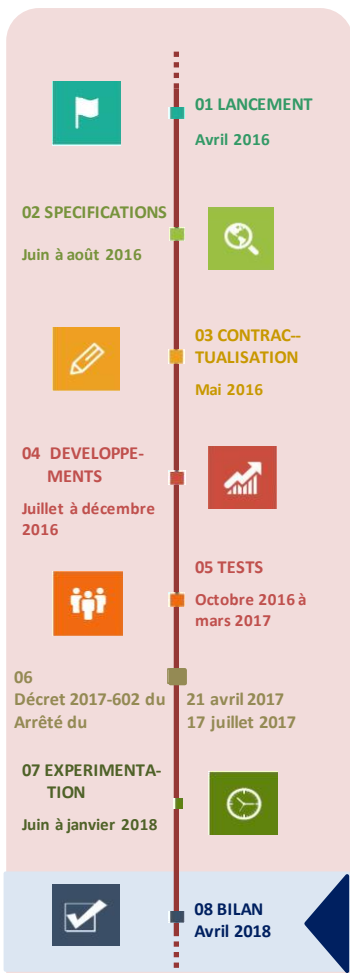 01 LANCEMENT
Avril 2016
02 SPECIFICATIONS
Juin à août 2016
03 CONTRAC--
TUALISATION
Mai 2016
04 DEVELOPPE-
MENTS
Juillet à décembre
2016
05 TESTS
Octobre 2016 à
mars 2017
06
Décret 2017-602 du 21 avril 2017
Arrêté du 17 juillet 2017
07 EXPERIMENTA-
TION
Juin à janvier 2018
08 BILAN
Avril 2018